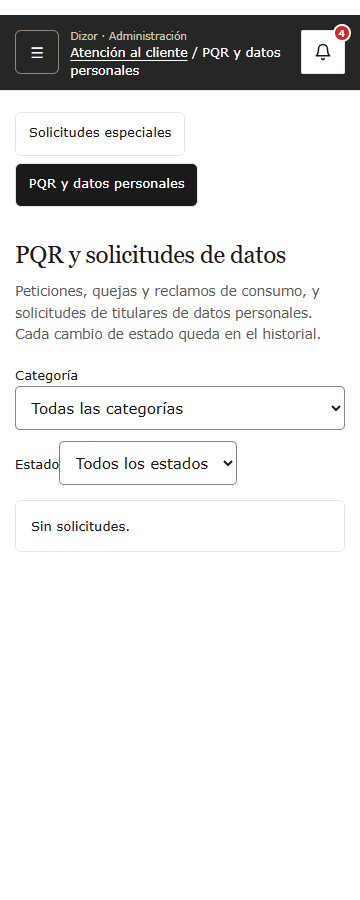 ☰
Dizor · Administración
Atención al cliente / PQR y datos
personales
4
Solicitudes especiales
PQR y datos personales
PQR y solicitudes de datos
Peticiones, quejas y reclamos de consumo, y
solicitudes de titulares de datos personales.
Cada cambio de estado queda en el historial.
Categoría
Todas las categorías
Estado
Todos los estados
Sin solicitudes.